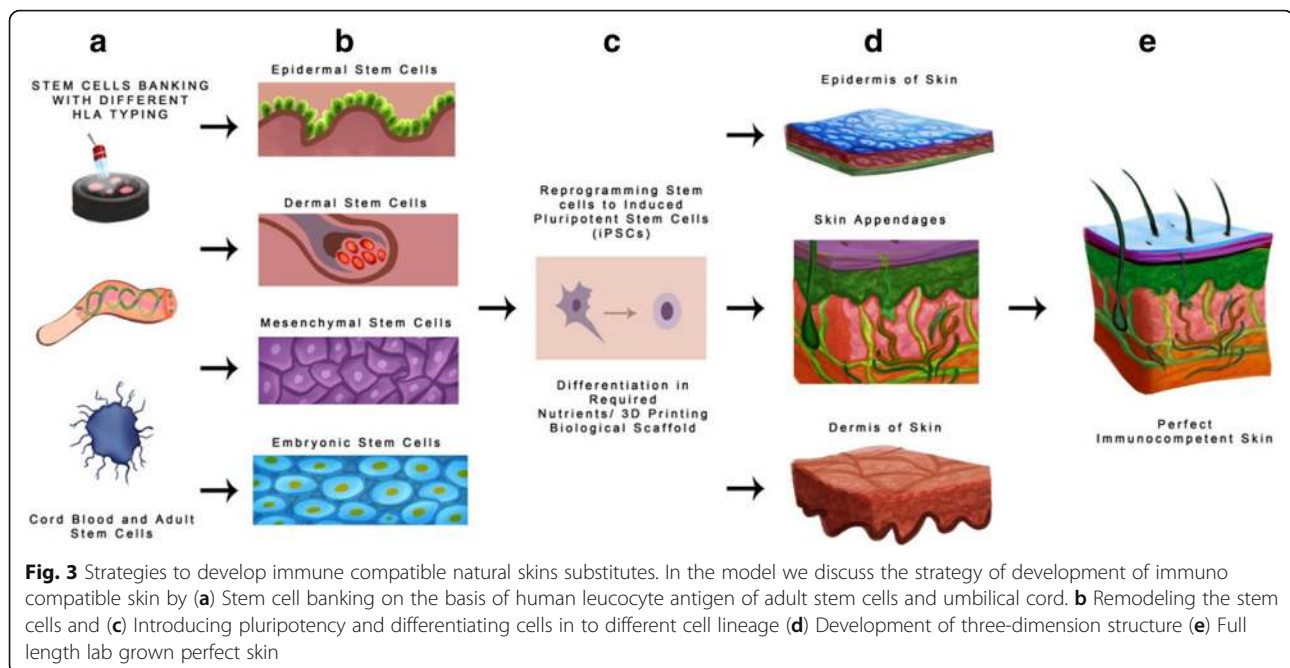 a
b
c
d
e
STEM CELLS BANKING
WITH DIFFERENT
HLA TYPING
Cord Blood and Adult
Stem Cells
Epidermal Stem Cells
Dermal Stem Cells
Mesenchymal Stem Cells
Embryonic Stem Cells
Reprogramming Stem
cells to Induced
Pluripotent Stem Cells
(iPSCs)
Differentiation in
Required
Nutrients/ 3D Printing
Biological Scaffold
Epidermis of Skin
Skin Appendages
Dermis of Skin
Perfect
Immunocompetent Skin
Fig. 3 Strategies to develop immune compatible natural skins substitutes. In the model we discuss the strategy of development of immuno
compatible skin by (a) Stem cell banking on the basis of human leucocyte antigen of adult stem cells and umbilical cord. b Remodeling the stem
cells and (c) Introducing pluripotency and differentiating cells in to different cell lineage (d) Development of three-dimension structure (e) Full
length lab grown perfect skin